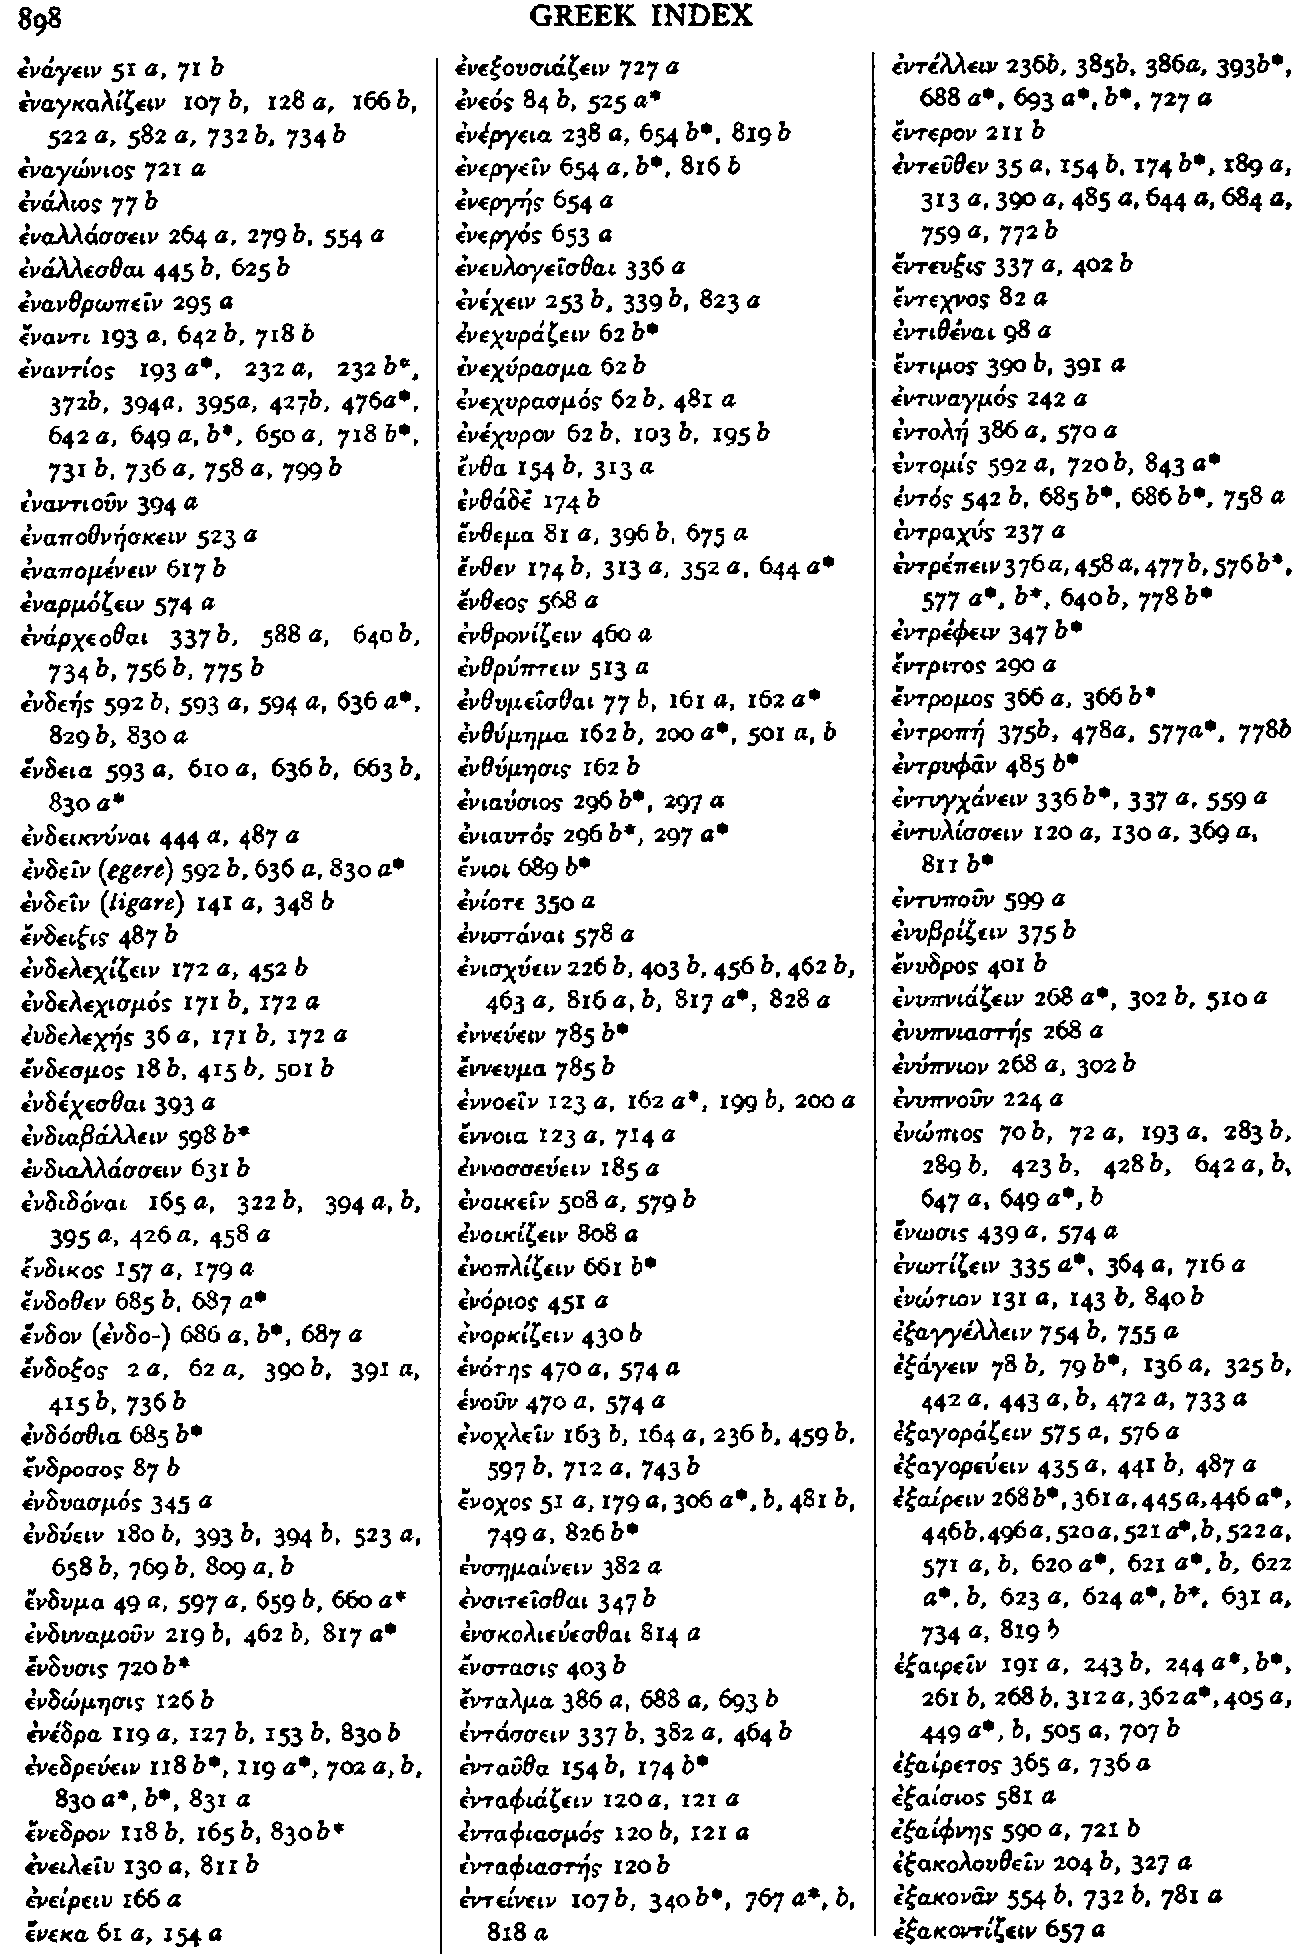 898
GREEK INDEX
ἐνάγειν 51 a, 71 b
ἐναγκαλίζειν 107 b, 128 a, 166 b,
522 a, 582 a, 732 b, 734 b
ἐναγώνιος 721 a
ἐνάλιος 77 b
ἐναλλάσσειν 264 a, 279 b, 554 a
ἐνάλλεσθαι 445 b, 625 b
ἐνανθρωπεῖν 295 a
ἔναντι 193 a, 642 b, 718 b
ἐναντίος 193 a*, 232 a, 232 b*,
372b, 394a, 395a, 427b, 476a*,
642 a, 649 a, b*, 650 a, 718 b*,
731 b, 736 a, 758 a, 799 b
ἐναντιοῦν 394 a
ἐναποθνήσκειν 523 a
ἐναπομένειν 617 b
ἐναρμόζειν 574 a
ἐνάρχεσθαι 337 b, 588 a, 640 b,
734 b, 756 b, 775 b
ἐνδεής 592 b, 593 a, 594 a, 636 a*,
829 b, 830 a
ἔνδεια 593 a, 610 a, 636 b, 663 b,
830 a*
ἐνδεικνύναι 444 a, 487 a
ἐνδεῖν (egere) 592 b, 636 a, 830 a*
ἐνδεῖν (ligare) 141 a, 348 b
ἔνδειξις 487 b
ἐνδελεχίζειν 172 a, 452 b
ἐνδελεχισμός 171 b, 172 a
ἐνδελεχής 36 a, 171 b, 172 a
ἔνδεσμος 18 b, 415 b, 501 b
ἐνδέχεσθαι 393 a
ἐνδιαβάλλειν 598 b*
ἐνδιαλλάσσειν 631 b
ἐνδιδόναι 165 a, 322 b, 394 a, b,
395 a, 426 a, 458 a
ἔνδικος 157 a, 179 a
ἔνδοθεν 685 b, 687 a*
ἔνδον (ἐνδο-) 686 a, b*, 687 a
ἔνδοξος 2 a, 62 a, 390 b, 391 a,
415 b, 736 b
ἐνδόσθια 685 b*
ἔνδροσος 87 b
ἐνδυασμός 345 a
ἐνδύειν 180 b, 393 b, 394 b, 523 a,
658 b, 769 b, 809 a, b
ἔνδυμα 49 a, 597 a, 659 b, 660 a*
ἐνδυναμοῦν 219 b, 462 b, 817 a*
ἔνδυσις 720 b*
ἐνδώμησις 126 b
ἐνέδρα 119 a, 127 b, 153 b, 830 b
ἐνεδρεύειν 118 b*, 119 a*, 702 a, b,
830 a*, b*, 831 a
ἔνεδρον 118 b, 165 b, 830 b*
ἐνειλεῖν 130 a, 811 b
ἐνείρειν 166 a
ἕνεκα 61 a, 154 a
ἐνεξουσιάζειν 727 a
ἐνεός 84 b, 525 a*
ἐνέργεια 238 a, 654 b*, 819 b
ἐνεργεῖν 654 a, b*, 816 b
ἐνεργής 654 a
ἐνεργός 653 a
ἐνευλογεῖσθαι 336 a
ἐνέχειν 253 b, 339 b, 823 a
ἐνεχυράζειν 62 b*
ἐνεχύρασμα 62 b
ἐνεχυρασμός 62 b, 481 a
ἐνέχυρον 62 b, 103 b, 195 b
ἔνθα 154 b, 313 a
ἐνθάδε 174 b
ἔνθεμα 81 a, 396 b, 675 a
ἔνθεν 174 b, 313 a, 352 a, 644 a*
ἔνθεος 568 a
ἐνθρονίζειν 460 a
ἐνθρύπτειν 513 a
ἐνθυμεῖσθαι 77 b, 161 a, 162 a*
ἐνθύμημα 162 b, 200 a*, 501 a, b
ἐνθύμησις 162 b
ἐνιαύσιος 296 b*, 297 a
ἐνιαυτός 296 b*, 297 a*
ἔνιοι 689 b*
ἐνίοτε 350 a
ἐνιστάναι 578 a
ἐνισχύειν 226 b, 403 b, 456 b, 462 b,
463 a, 816 a, b, 817 a*, 828 a
ἐννεύειν 785 b*
ἔννευμα 785 b
ἐννοεῖν 123 a, 162 a*, 199 b, 200 a
ἔννοια 123 a, 714 a
ἐννοσσεύειν 185 a
ἐνοικεῖν 508 a, 579 b
ἐνοικίζειν 808 a
ἐνοπλίζειν 661 b*
ἐνόριος 451 a
ἐνορκίζειν 430 b
ἑνότης 470 a, 574 a
ἑνοῦν 470 a, 574 a
ἐνοχλεῖν 163 b, 164 a, 236 b, 459 b,
597 b, 712 a, 743 b
ἔνοχος 51 a, 179 a, 306 a*, b, 481 b,
749 a, 826 b*
ἐνσημαίνειν 382 a
ἐνσιτεῖσθαι 347 b
ἐνσκολιεύεσθαι 814 a
ἔνστασις 403 b
ἔνταλμα 386 a, 688 a, 693 b
ἐντάσσειν 337 b, 382 a, 464 b
ἐνταῦθα 154 b, 174 b*
ἐνταφιάζειν 120 a, 121 a
ἐνταφιασμός 120 b, 121 a
ἐνταφιαστής 120 b
ἐντείνειν 107 b, 340 b*, 767 a*, b,
818 a
ἐντέλλειν 236b, 385b, 386a, 393b*,
688 a*, 693 a*, b*, 727 a
ἔντερον 211 b
ἐντεῦθεν 35 a, 154 b, 174 b*, 189 a,
313 a, 390 a, 485 a, 644 a, 684 a,
759 a, 772 b
ἔντευξις 337 a, 402 b
ἔντεχνος 82 a
ἐντιθέναι 98 a
ἔντιμος 390 b, 391 a
ἐντιναγμός 242 a
ἐντολή 386 a, 570 a
ἐντομίς 592 a, 720 b, 843 a*
ἐντός 542 b, 685 b*, 686 b*, 758 a
ἐντραχύς 237 a
ἐντρέπειν 376 a, 458 a, 477 b, 576 b*,
577 a*, b*, 640 b, 778 b*
ἐντρέφειν 347 b*
ἔντριτος 290 a
ἔντρομος 366 a, 366 b*
ἐντροπή 375b, 478a, 577a*, 778b
ἐντρυφᾶν 485 b*
ἐντυγχάνειν 336 b*, 337 a, 559 a
ἐντυλίσσειν 120 a, 130 a, 369 a,
811 b*
ἐντυποῦν 599 a
ἐνυβρίζειν 375 b
ἔνυδρος 401 b
ἐνυπνιάζειν 268 a*, 302 b, 510 a
ἐνυπνιαστής 268 a
ἐνύπνιον 268 a, 302 b
ἐνυπνοῦν 224 a
ἐνώπιος 70 b, 72 a, 193 a, 283 b,
289 b, 423 b, 428 b, 642 a, b,
647 a, 649 a*, b
ἕνωσις 439 a, 574 a
ἐνωτίζειν 335 a*, 364 a, 716 a
ἐνώτιον 131 a, 143 b, 840 b
ἐξαγγέλλειν 754 b, 755 a
ἐξάγειν 78 b, 79 b*, 136 a, 325 b,
442 a, 443 a, b, 472 a, 733 a
ἐξαγοράζειν 575 a, 576 a
ἐξαγορεύειν 435 a, 441 b, 487 a
ἐξαίρειν 268 b*, 361 a, 445 a, 446 a*,
446 b, 496 a, 520 a, 521 a*, b, 522 a,
571 a, b, 620 a*, 621 a*, b, 622
a*, b, 623 a, 624 a*, b*, 631 a,
734 a, 819 b
ἐξαιρεῖν 191 a, 243 b, 244 a*, b*,
261 b, 268 b, 312 a, 362 a*, 405 a,
449 a*, b, 505 a, 707 b
ἐξαίρετος 365 a, 736 a
ἐξαίσιος 581 a
ἐξαίφνης 590 a, 721 b
ἐξακολουθεῖν 204 b, 327 a
ἐξακονᾶν 554 b, 732 b, 781 a
ἐξακοντίζειν 657 a